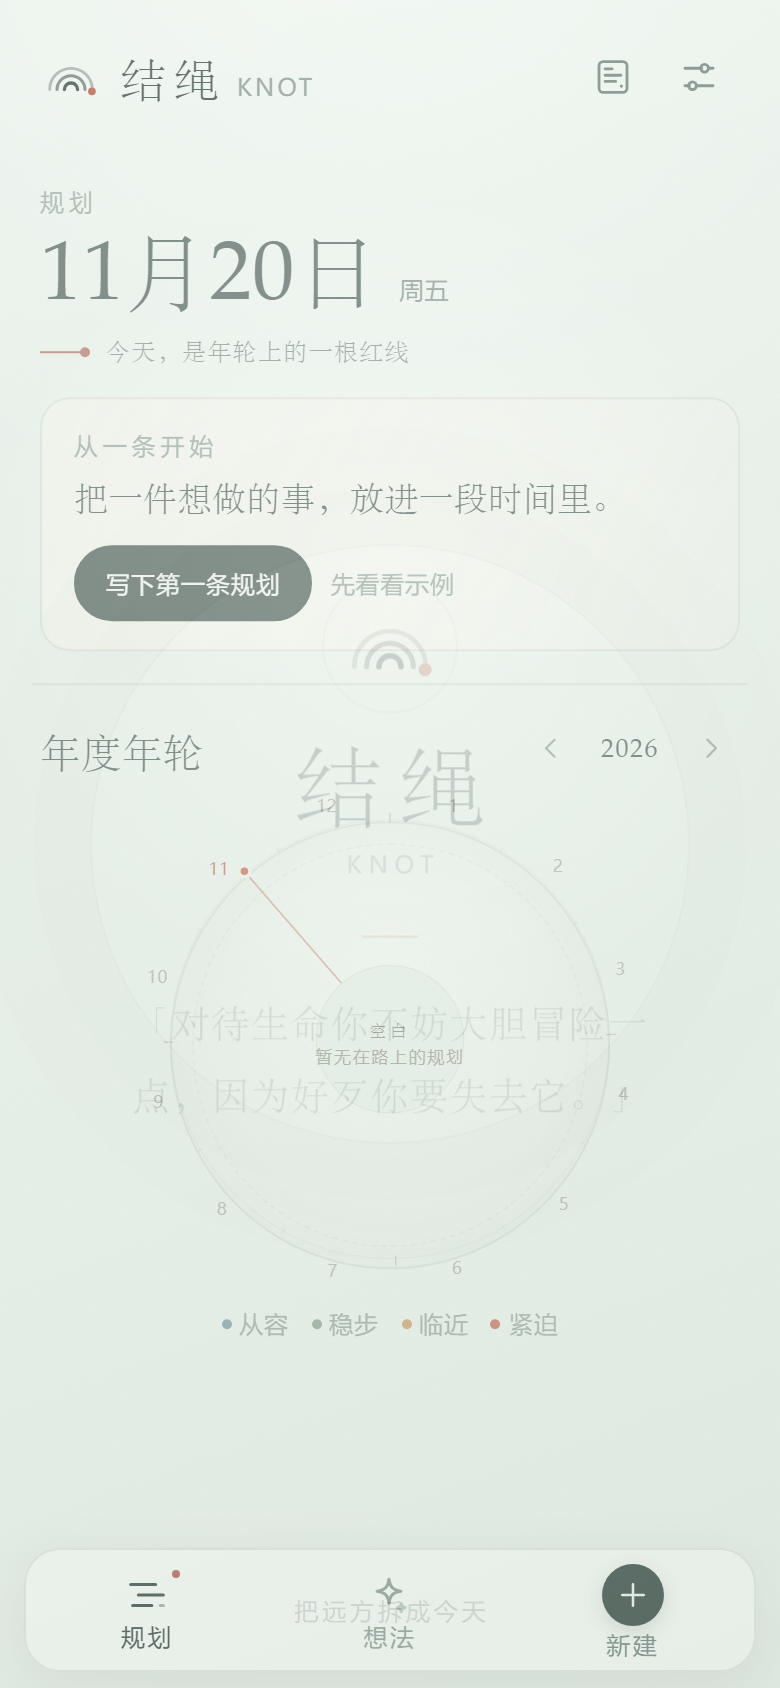 结绳 KNOT
规划
11月20日 周五
今天，是年轮上的一根红线
从一条开始
把一件想做的事，放进一段时间里。
写下第一条规划 先看看示例
年度年轮 2026
结绳
12 1
KNOT
11 2
10 3
「对待生命你不妨大胆冒险一
空白
暂无在路上的规划
点，因为好歹你要失去它。」
9 4
8 5
7 6
从容 稳步 临近 紧迫
把远方拆成今天
规划 想法 新建